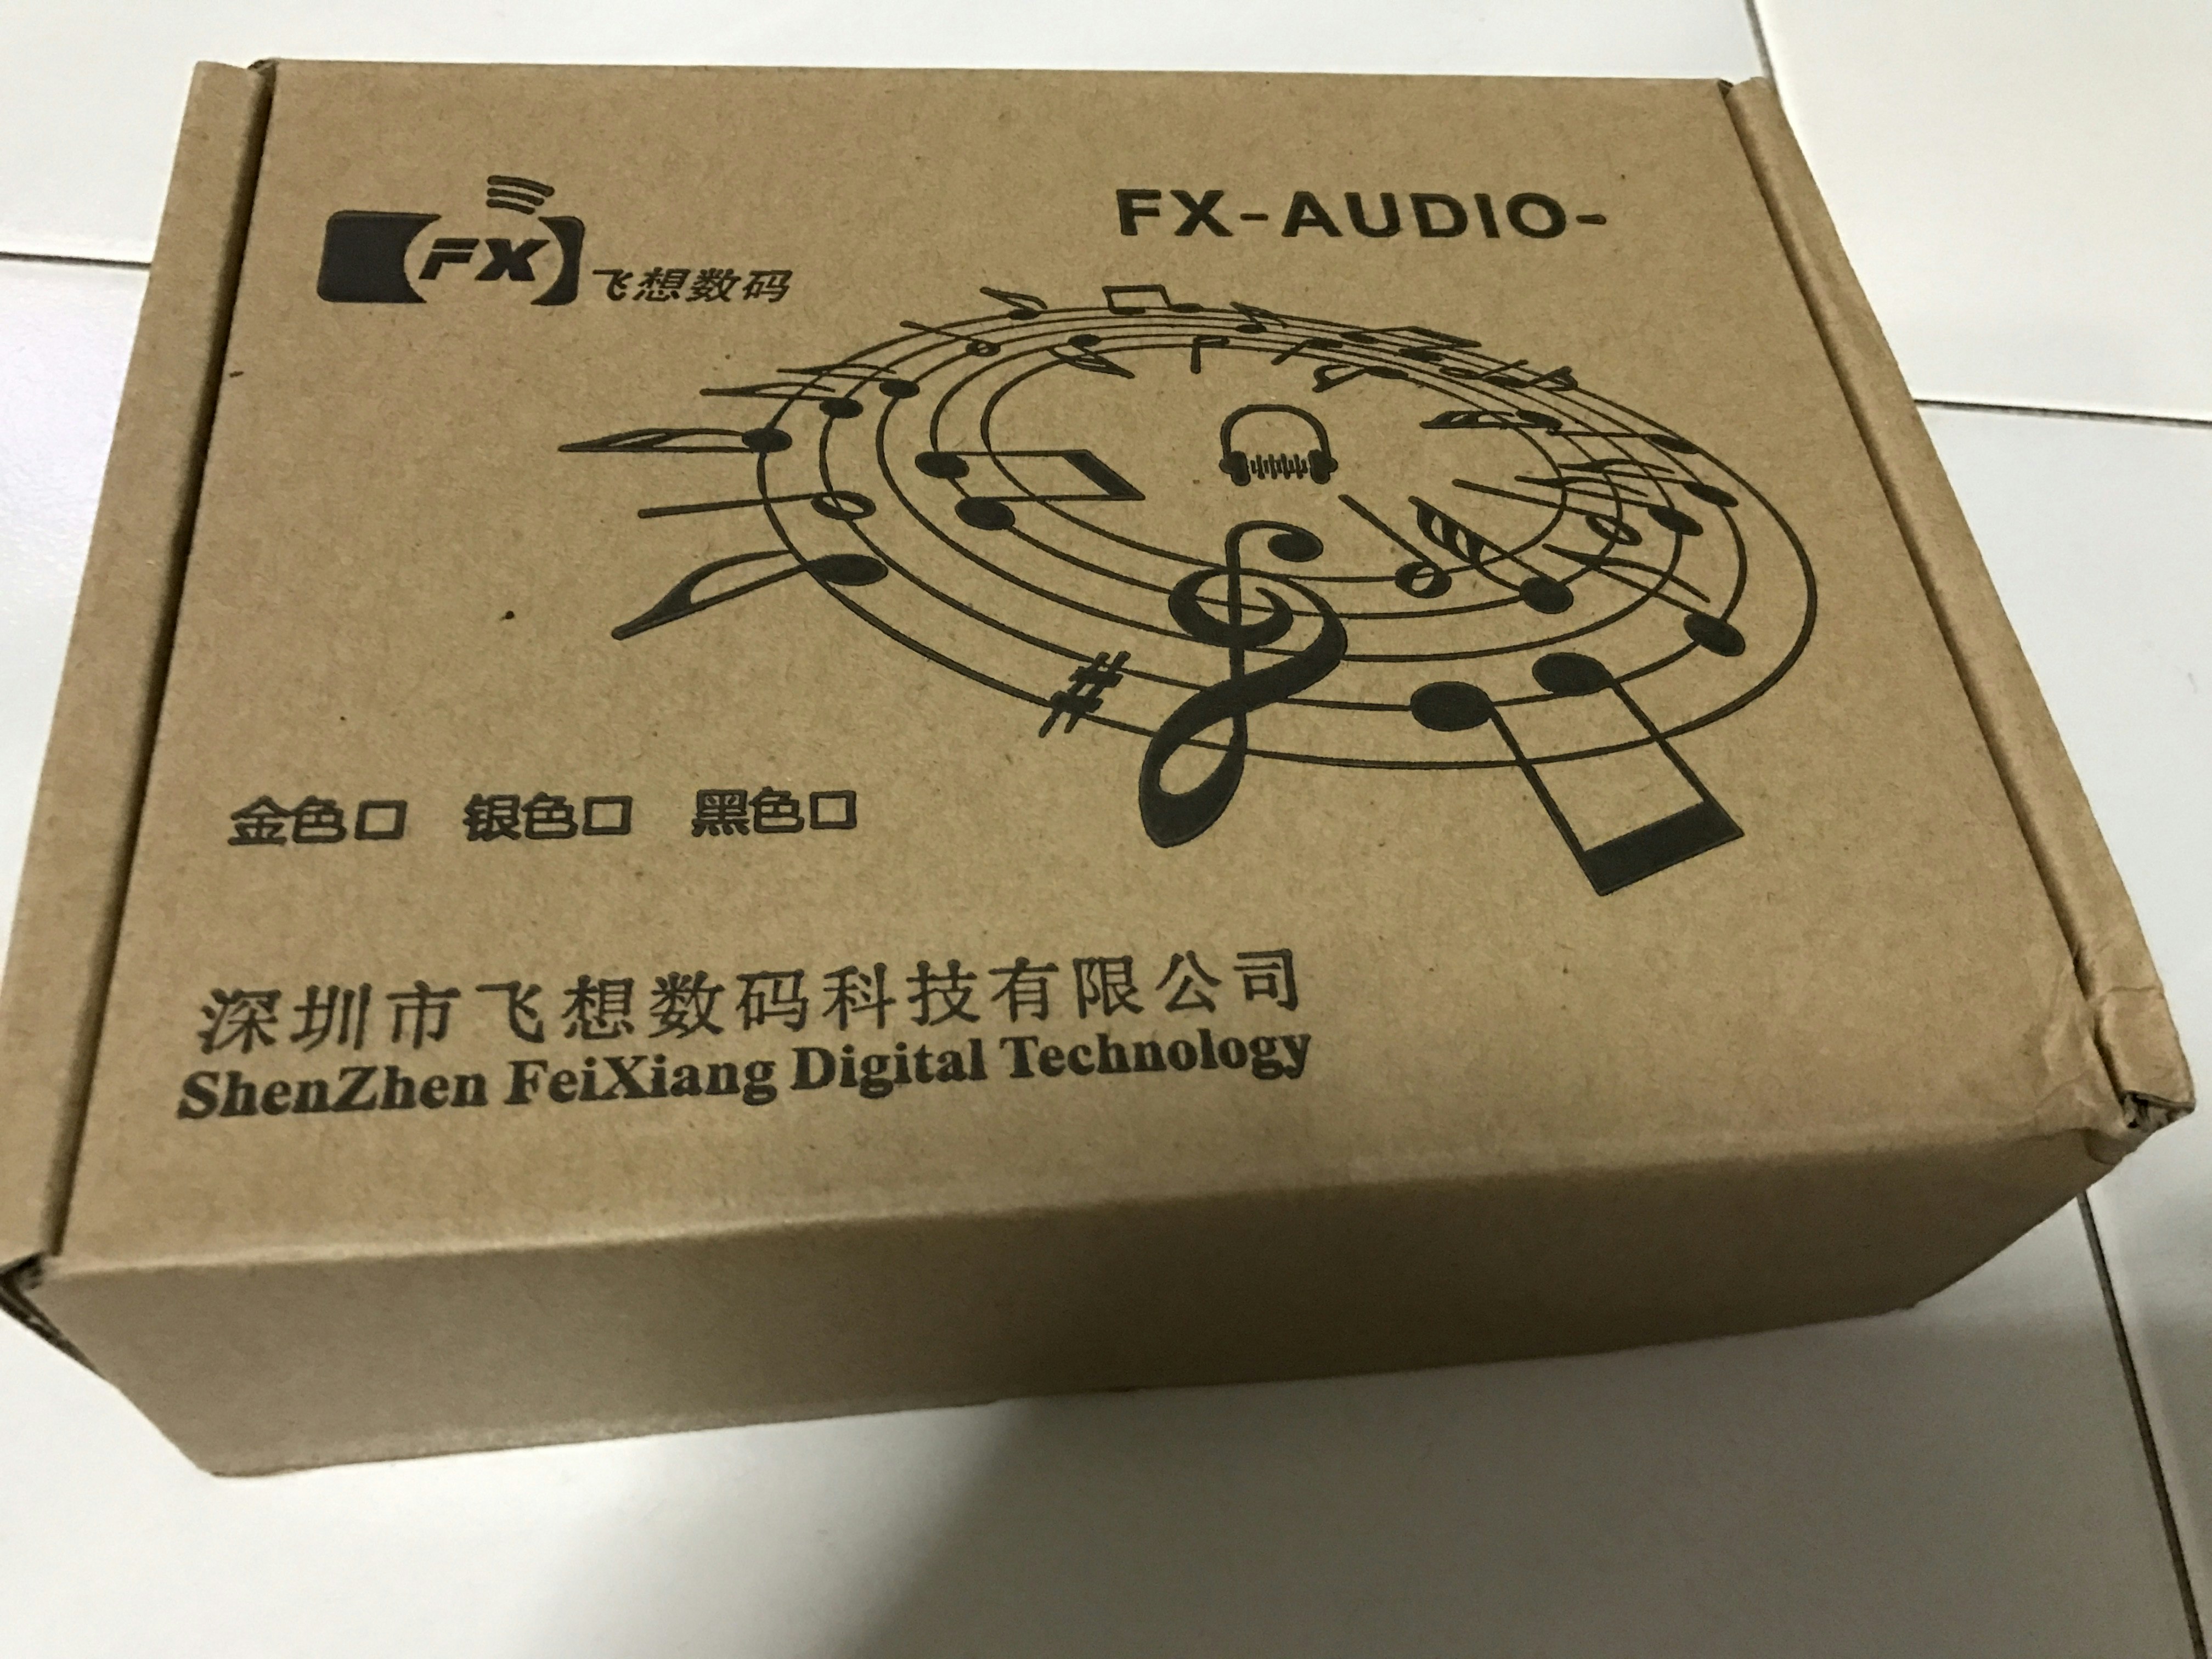 FX 飞想数码
FX-AUDIO-
金色口 银色口 黑色口
深圳市飞想数码科技有限公司
ShenZhen FeiXiang Digital Technology